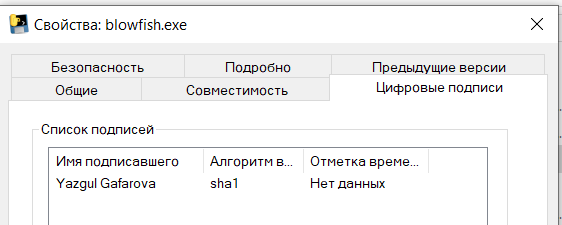 Свойства: blowfish.exe
Безопасность Подробно Предыдущие версии
Общие Совместимость Цифровые подписи
Список подписей
Имя подписавшего Алгоритм в... Отметка време...
Yazgul Gafarova sha1 Нет данных